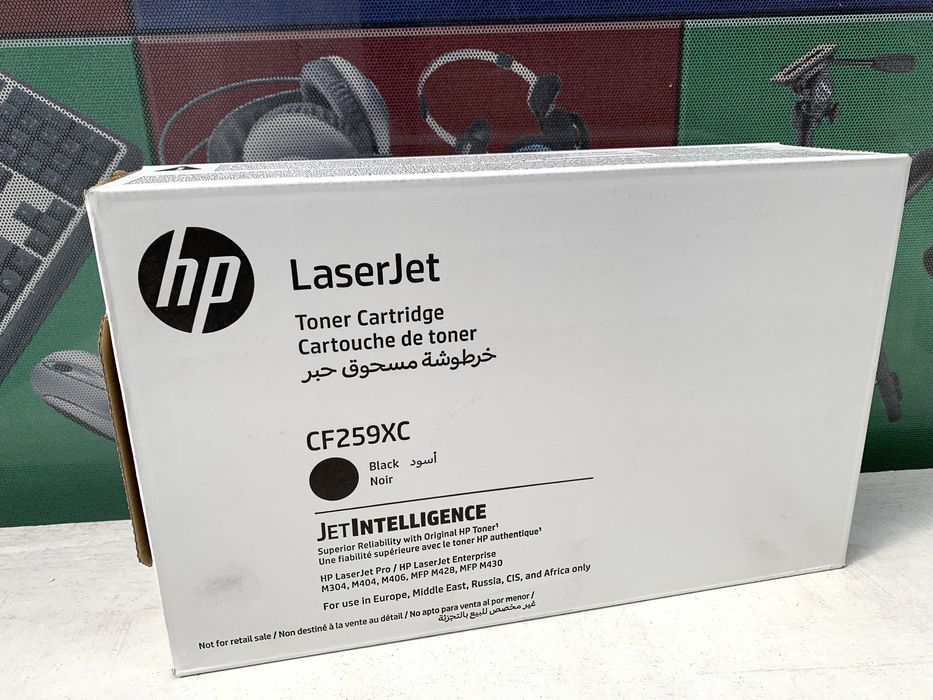 hp
LaserJet
Toner Cartridge
Cartouche de toner
خرطوشة مسحوق حبر
CF259XC
Black أسود
Noir
JETINTELLIGENCE
Superior Reliability with Original HP Toner¹
Une fiabilité supérieure avec le toner HP authentique¹
HP LaserJet Pro / HP LaserJet Enterprise
M304, M404, M406, MFP M428, MFP M430
For use in Europe, Middle East, Russia, CIS, and Africa only
Not for retail sale / Non destiné à la vente au détail / No apto para venta al por menor /
غير مخصص للبيع بالتجزئة